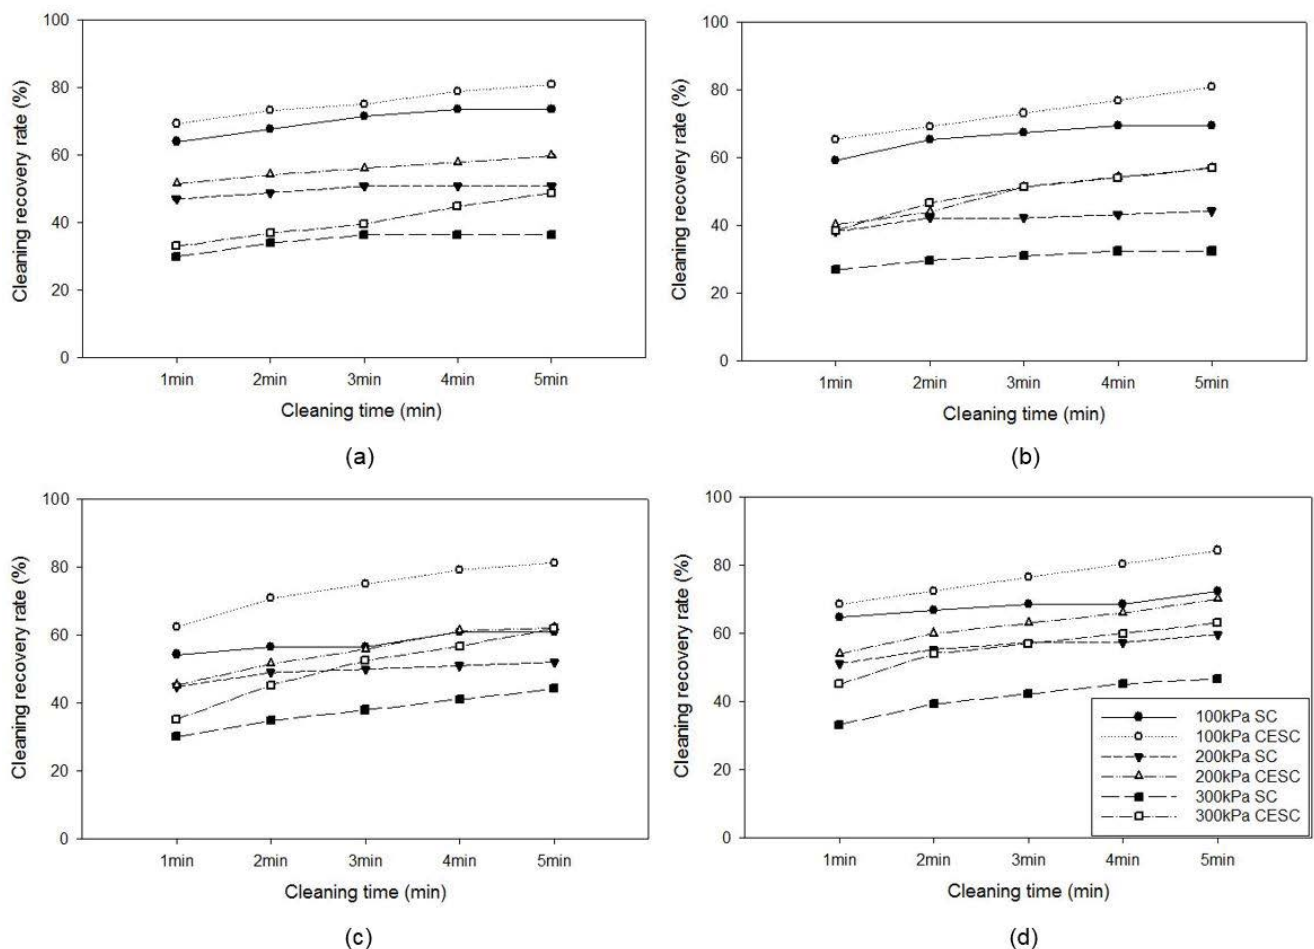 100
80
60
40
20
0
Cleaning recovery rate (%)
1min 2min 3min 4min 5min
Cleaning time (min)
(a)
100
80
60
40
20
0
Cleaning recovery rate (%)
1min 2min 3min 4min 5min
Cleaning time (min)
(b)
100
80
60
40
20
0
Cleaning recovery rate (%)
1min 2min 3min 4min 5min
Cleaning time (min)
(c)
100
80
60
40
20
0
Cleaning recovery rate (%)
100kPa SC
100kPa CESC
200kPa SC
200kPa CESC
300kPa SC
300kPa CESC
1min 2min 3min 4min 5min
Cleaning time (min)
(d)